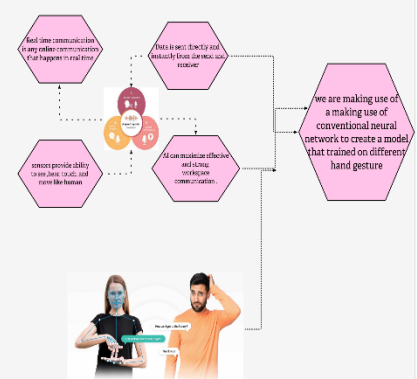 Real time communication
is any online communication
that happens in real time
Data is sent directly and
instantly from the send and
receiver
sensors provide ability
to see ,hear, touch, and
move like human
AI can maximize effective
and strong
workspace
communication .
we are making use of
a making use of
conventional neural
network to create a model
that trained on different
hand gesture